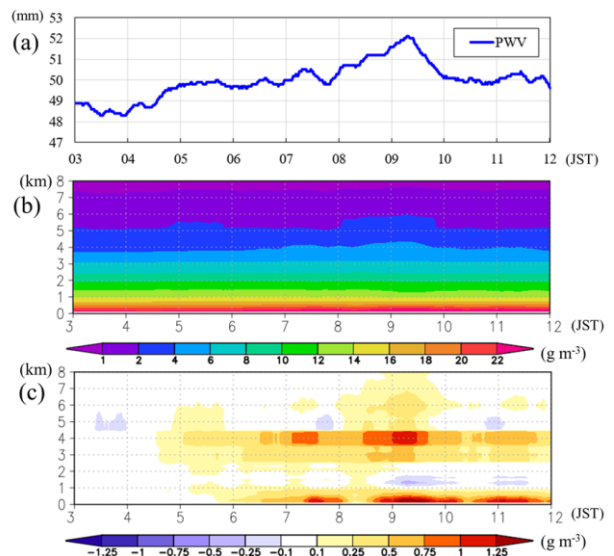 (mm)
53
(a)
52
PWV
51
50
49
48
47
03 04 05 06 07 08 09 10 11 12 (JST)
(km)
8
(b)
7
6
5
4
3
2
1
0
3 4 5 6 7 8 9 10 11 12 (JST)
1 2 4 6 8 10 12 14 16 18 20 22 (g m⁻³)
(km)
8
(c)
7
6
5
4
3
2
1
0
3 4 5 6 7 8 9 10 11 12 (JST)
-1.25 -1 -0.75 -0.5 -0.25 -0.1 0.1 0.25 0.5 0.75 1 1.25 (g m⁻³)